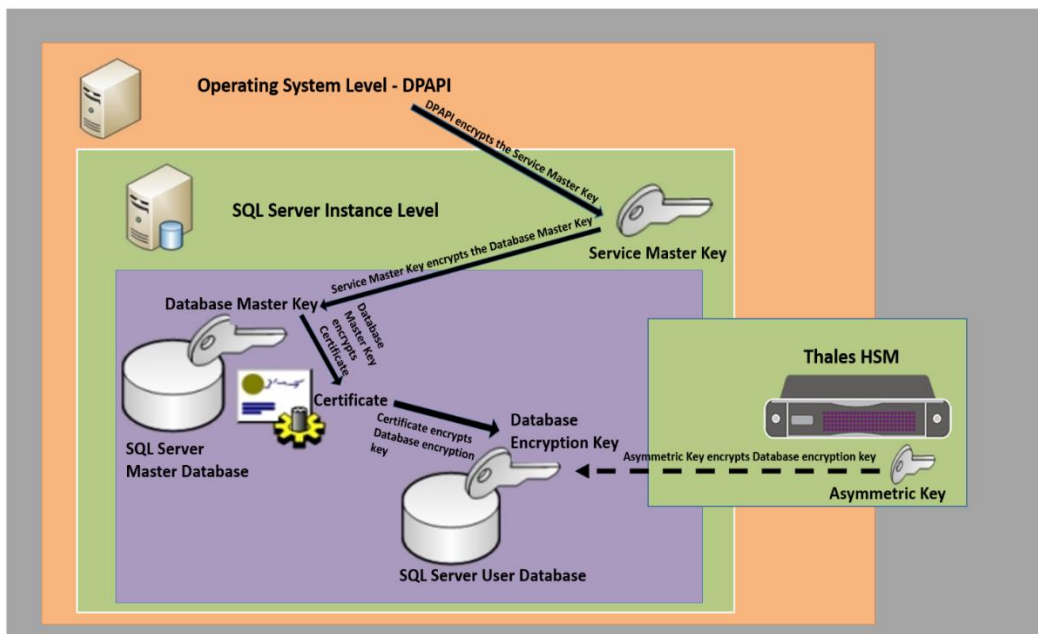 Operating System Level - DPAPI
DPAPI encrypts the Service Master Key
SQL Server Instance Level
Service Master Key
Service Master Key encrypts the Database Master Key
Database Master Key
Database
Master Key
encrypts
Certificate
SQL Server
Master Database
Certificate
Certificate encrypts
Database encryption
key
Database
Encryption Key
SQL Server User Database
Thales HSM
Asymmetric Key encrypts Database encryption key
Asymmetric Key